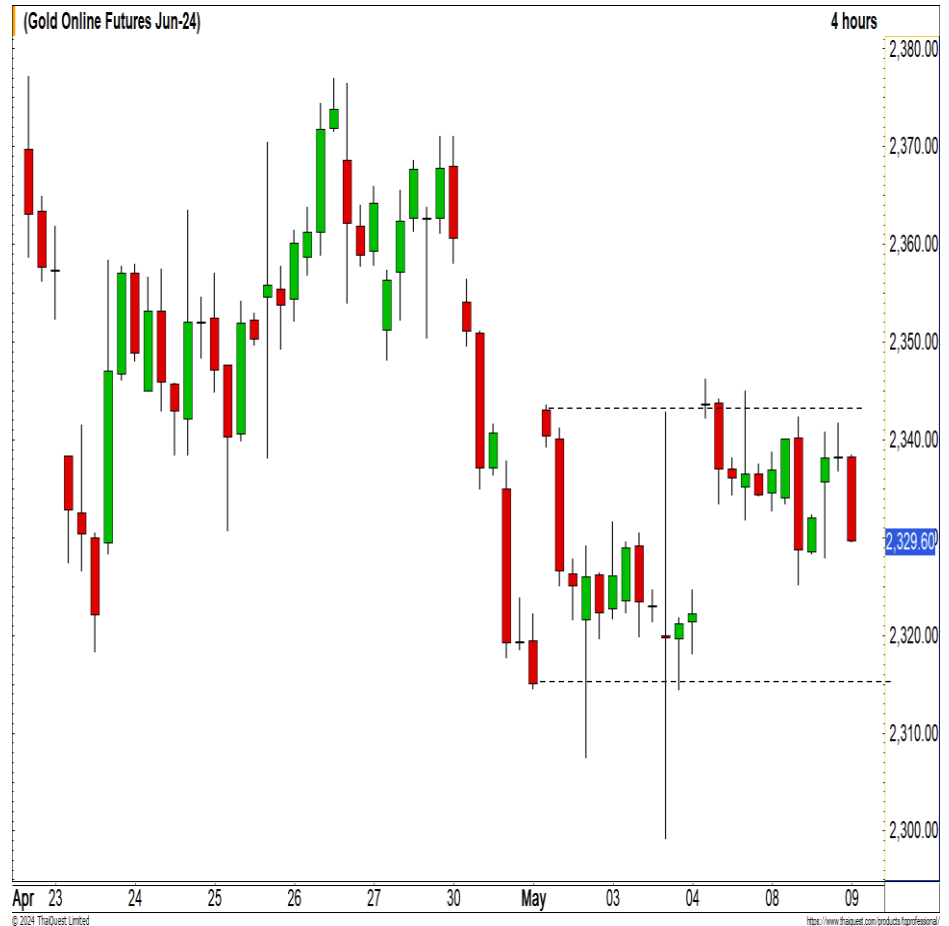 (Gold Online Futures Jun-24)
4 hours
2,380.00
2,370.00
2,360.00
2,350.00
2,340.00
2,329.60
2,320.00
2,310.00
2,300.00
Apr 23 24 25 26 27 30 May 03 04 08 09
© 2024 ThaiQuest Limited
https://www.thaiquest.com/products/tqprofessional/